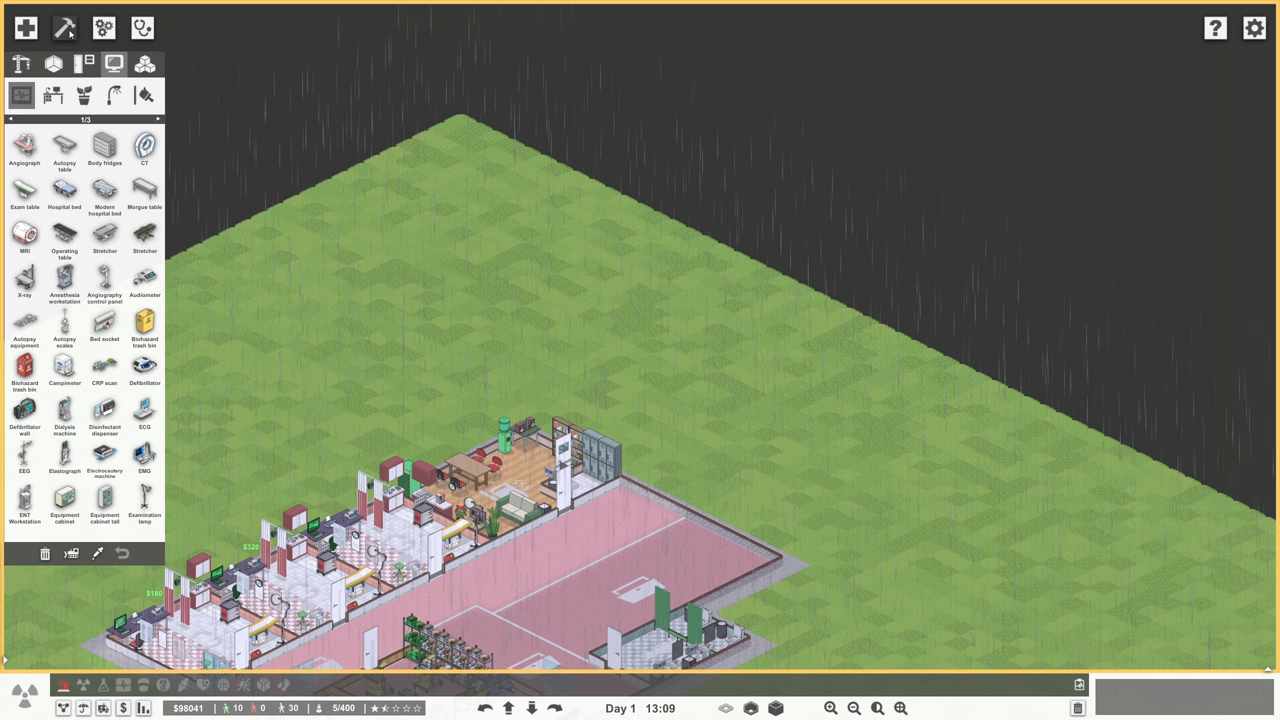 ?
1/3
Angiograph Autopsy table Body fridges CT
Exam table Hospital bed Modern hospital bed Morgue table
MRI Operating table Stretcher Stretcher
X-ray Anesthesia workstation Angiography control panel Audiometer
Autopsy equipment Autopsy scales Bed socket Biohazard trash bin
Biohazard trash bin Campimeter CRP scan Defibrillator
Defibrillator wall Dialysis machine Disinfectant dispenser ECG
EEG Elastograph Electrocautery machine EMG
ENT Workstation Equipment cabinet Equipment cabinet tall Examination lamp
$320
$160
$98041 10 0 30 5/400 Day 1 13:09